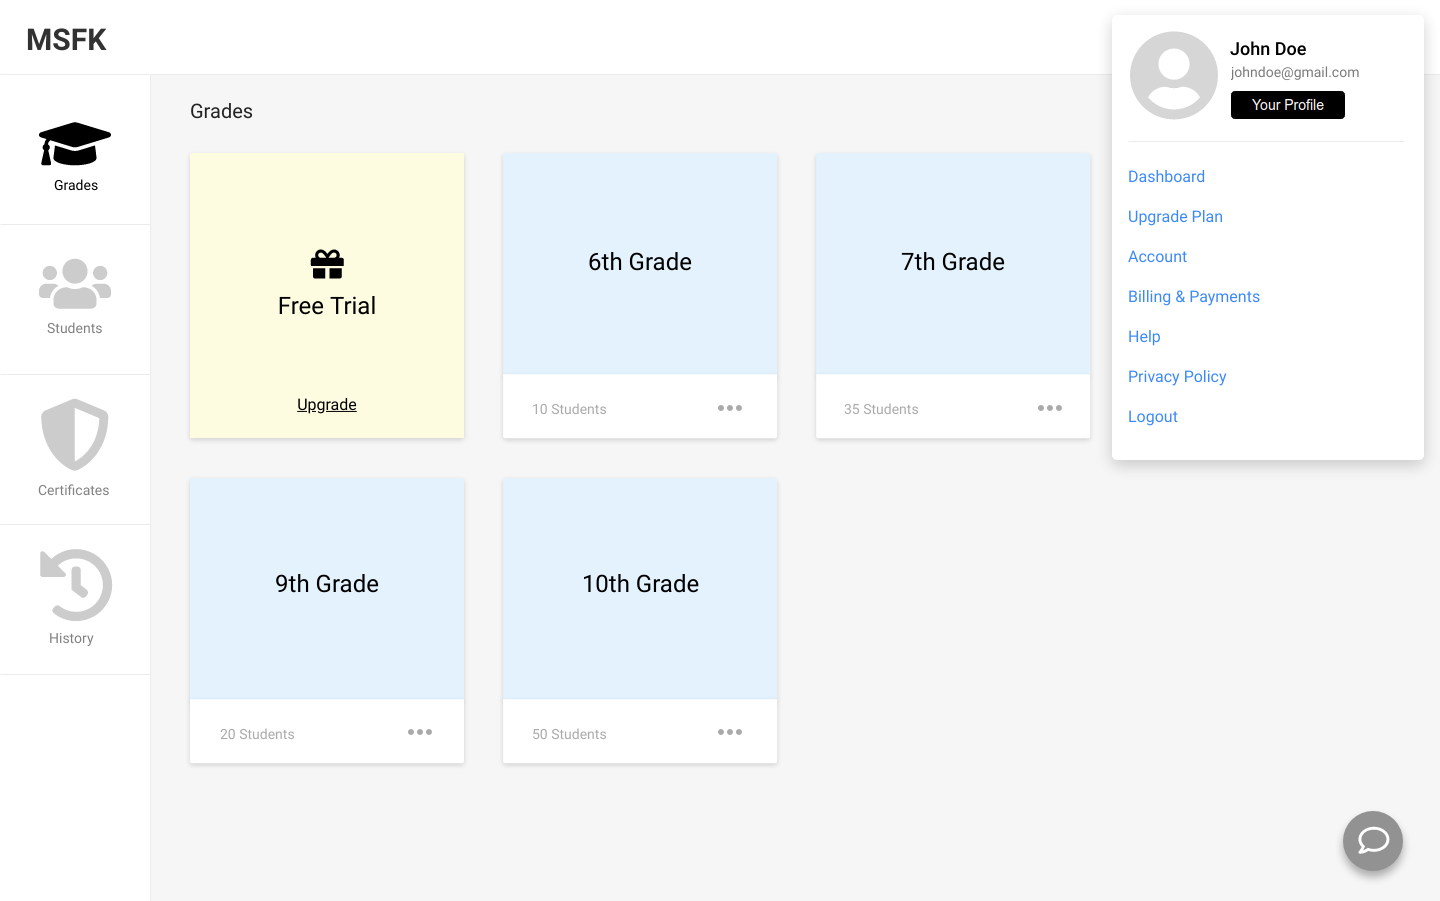 MSFK
John Doe
johndoe@gmail.com
Your Profile
Dashboard
Upgrade Plan
Account
Billing & Payments
Help
Privacy Policy
Logout
Grades
Students
Certificates
History
Grades
Free Trial
Upgrade
6th Grade
10 Students
7th Grade
35 Students
9th Grade
20 Students
10th Grade
50 Students